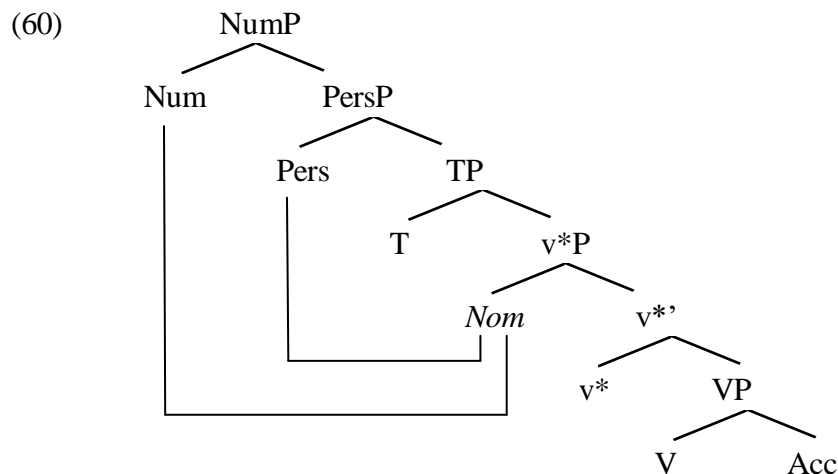 (60) NumP
Num PersP
Pers TP
T v*P
Nom v*’
v* VP
V Acc